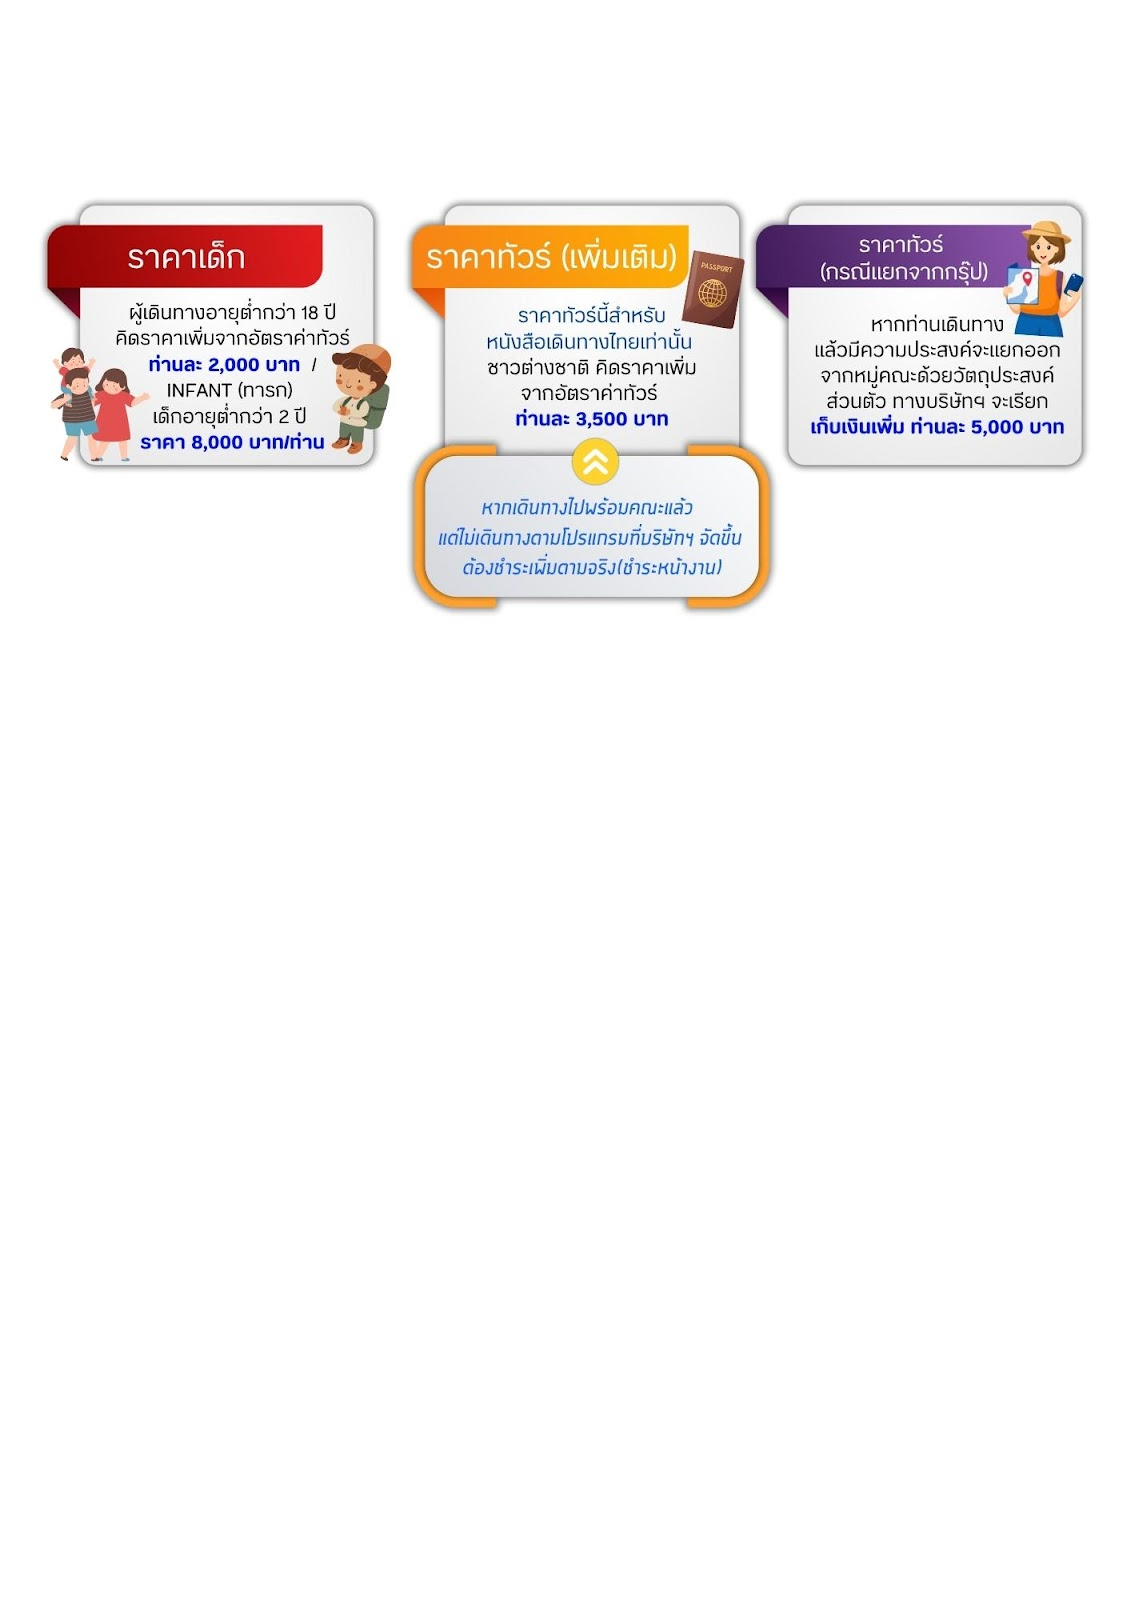 ราคาเด็ก
ผู้เดินทางอายุต่ำกว่า 18 ปี
คิดราคาเพิ่มจากอัตราค่าทัวร์
ท่านละ 2,000 บาท /
INFANT (ทารก)
เด็กอายุต่ำกว่า 2 ปี
ราคา 8,000 บาท/ท่าน
ราคาทัวร์ (เพิ่มเติม)
PASSPORT
ราคาทัวร์นี้สำหรับ
หนังสือเดินทางไทยเท่านั้น
ชาวต่างชาติ คิดราคาเพิ่ม
จากอัตราค่าทัวร์
ท่านละ 3,500 บาท
หากเดินทางไปพร้อมคณะแล้ว
แต่ไม่เดินทางตามโปรแกรมที่บริษัทฯ จัดขึ้น
ต้องชำระเพิ่มตามจริง(ชำระหน้างาน)
ราคาทัวร์
(กรณีแยกจากกรุ๊ป)
หากท่านเดินทาง
แล้วมีความประสงค์จะแยกออก
จากหมู่คณะด้วยวัตถุประสงค์
ส่วนตัว ทางบริษัทฯ จะเรียก
เก็บเงินเพิ่ม ท่านละ 5,000 บาท